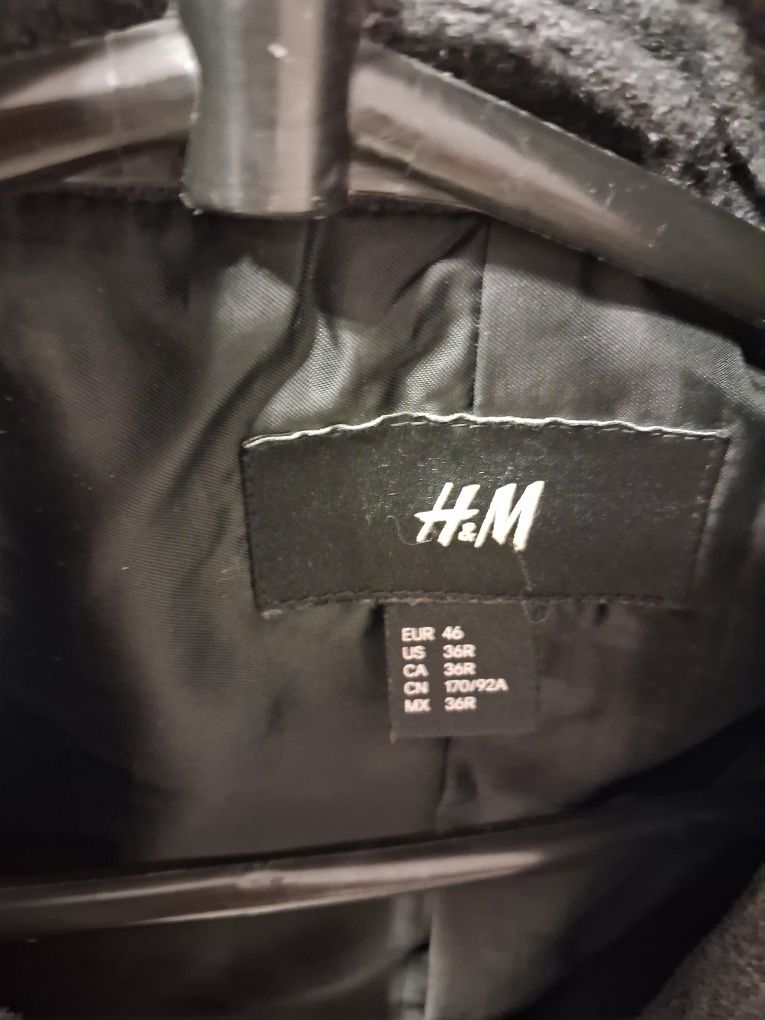 H&M
EUR 46
US 36R
CA 36R
CN 170/92A
MX 36R